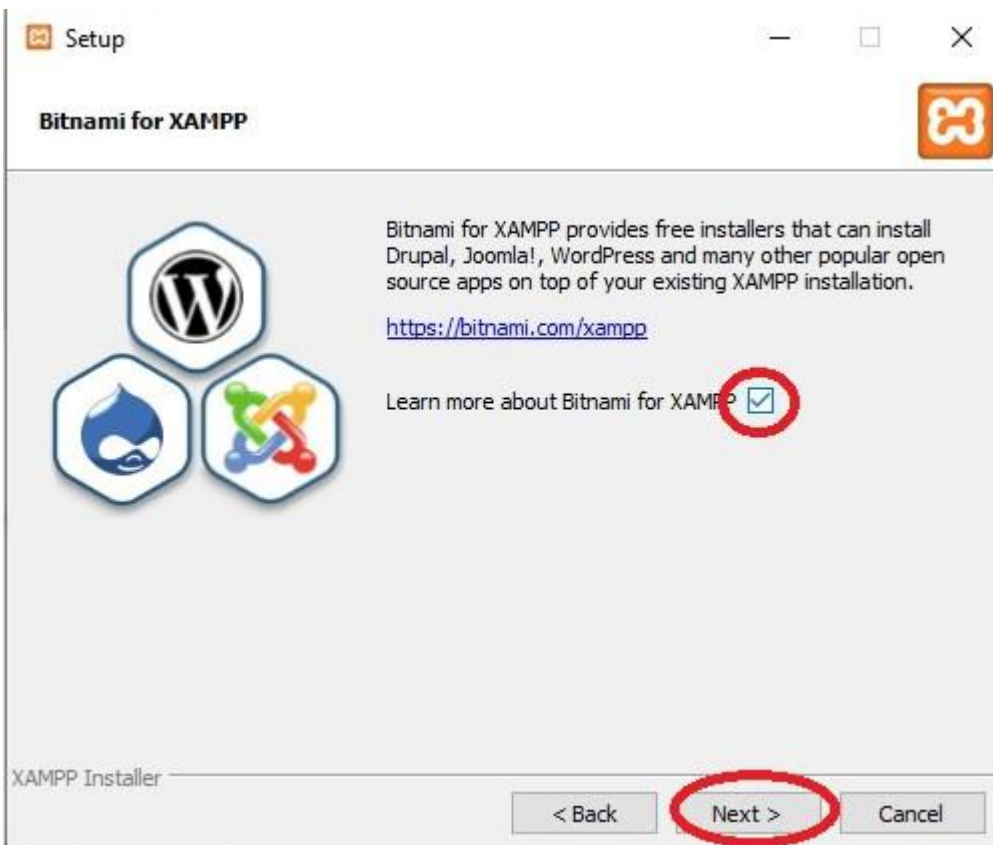 Setup
Bitnami for XAMPP
Bitnami for XAMPP provides free installers that can install
Drupal, Joomla!, WordPress and many other popular open
source apps on top of your existing XAMPP installation.
https://bitnami.com/xampp
Learn more about Bitnami for XAMPP
XAMPP Installer
< Back Next > Cancel